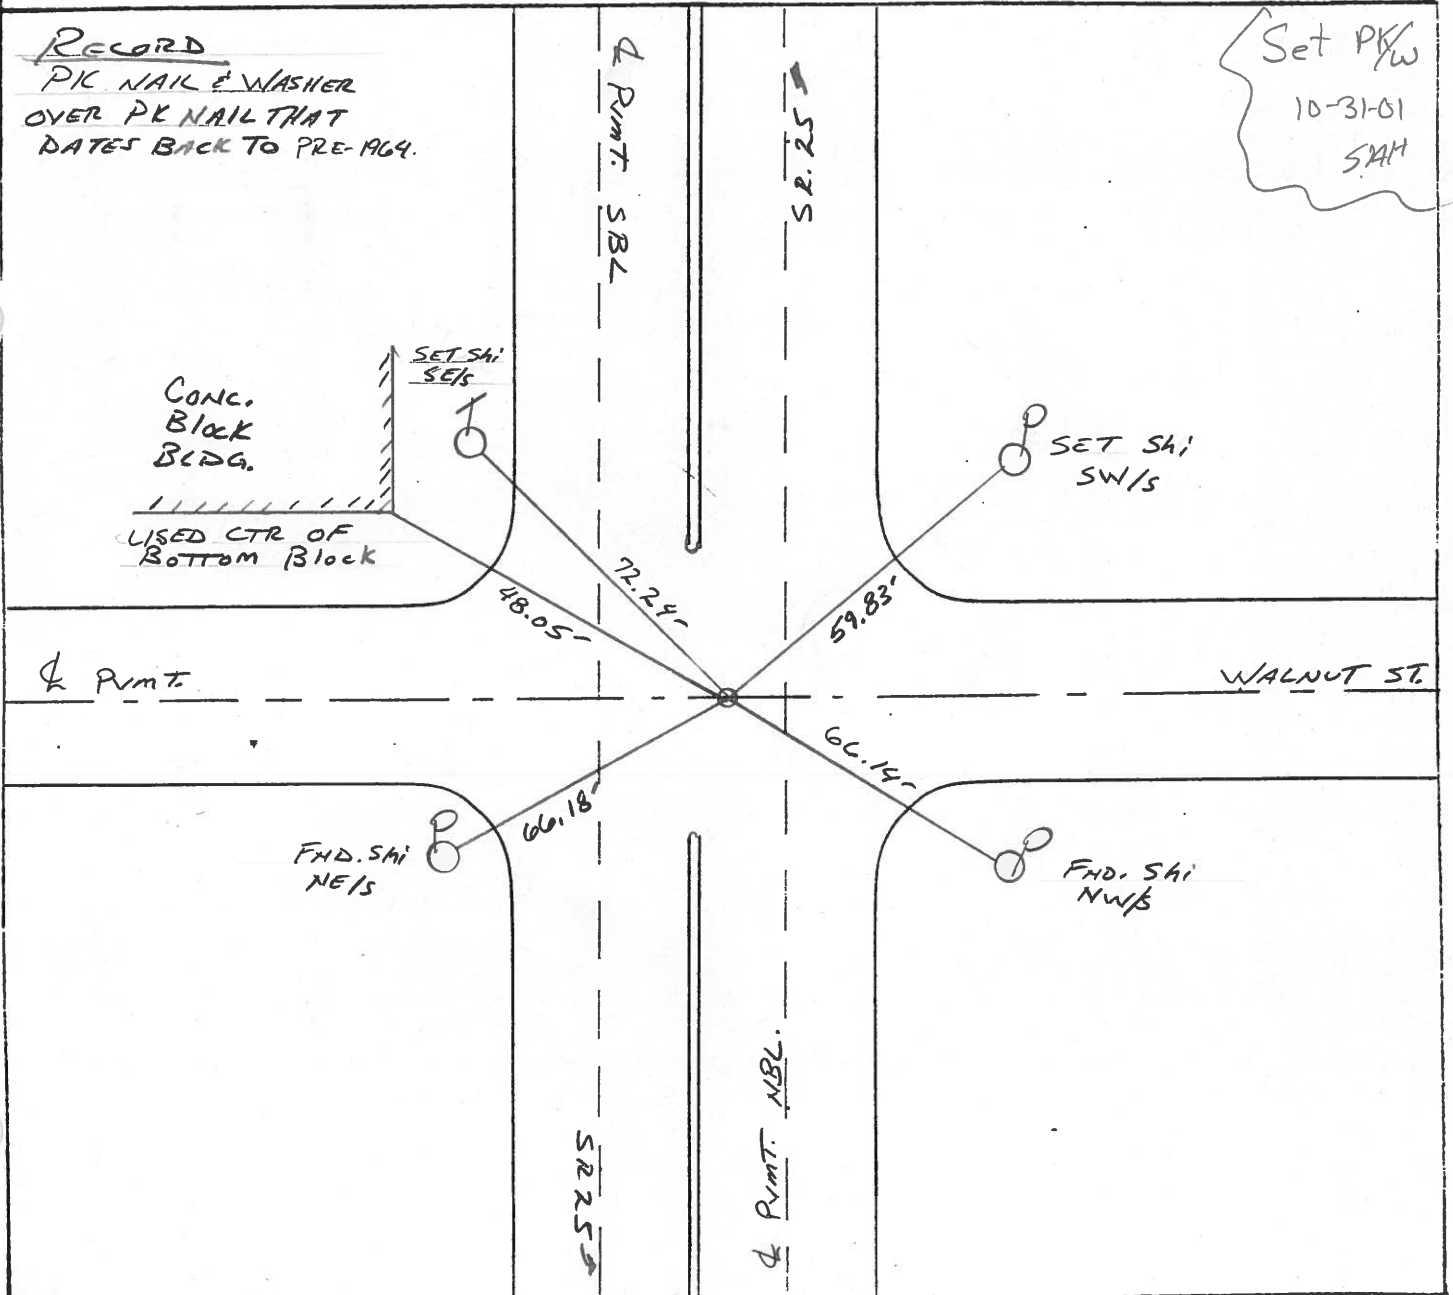 RECORD
PK NAIL & WASHER
OVER PK NAIL THAT
DATES BACK TO PRE-1964.
Set PK/W
10-31-01
SAH
℄ PVMT. SBL
SR. 25
SET Shi
SE/S
CONC.
BLOCK
BLDG.
USED CTR OF
BOTTOM BLOCK
SET Shi
SW/S
48.05'
72.24'
59.83'
℄ PVMT.
WALNUT ST.
66.18'
66.14'
FND. Shi
NE/S
FND. Shi
NW/S
SR 25
℄ PVMT. NBL.